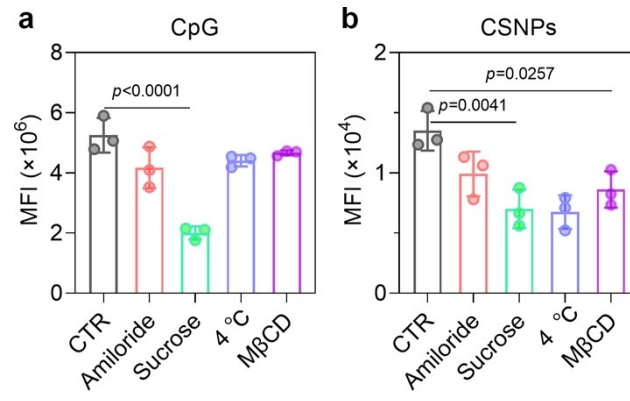 a
CpG
MFI (×10⁶)
8
6
4
2
0
p<0.0001
CTR
Amiloride
Sucrose
4 °C
MβCD
b
CSNPs
MFI (×10⁴)
2
1
0
p=0.0257
p=0.0041
CTR
Amiloride
Sucrose
4 °C
MβCD